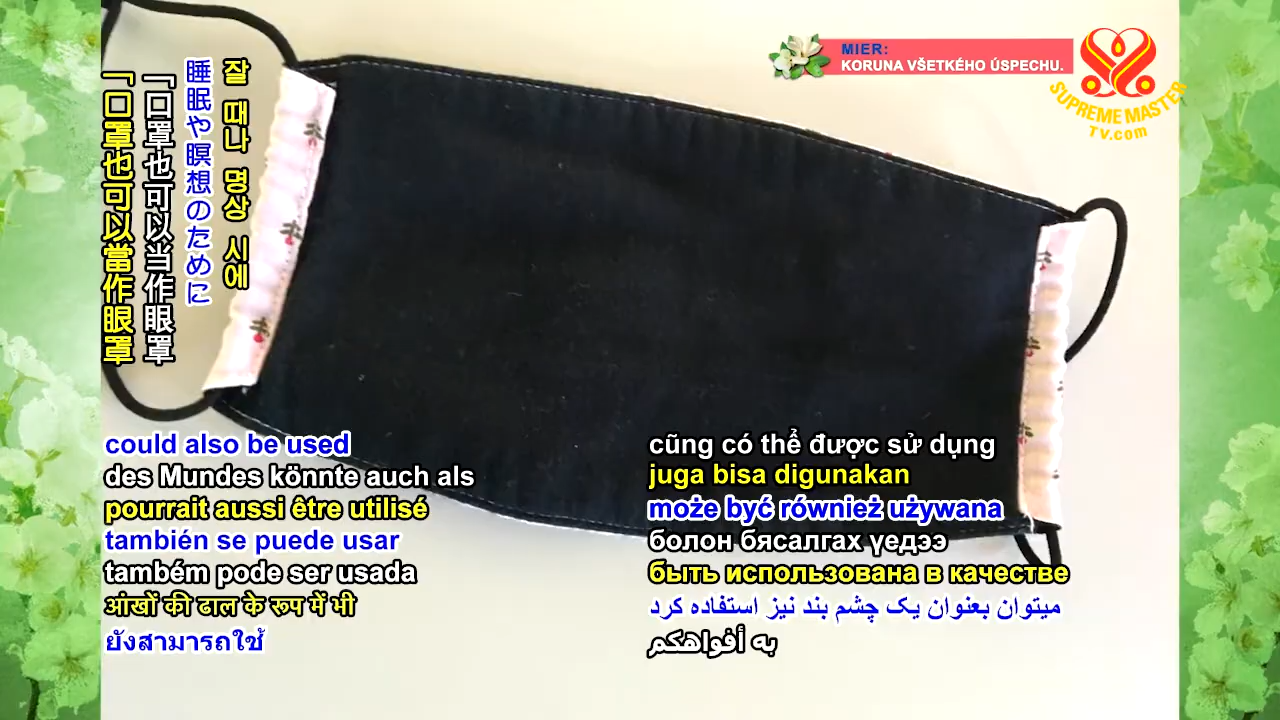 MIER:
KORUNA VŠETKÉHO ÚSPECHU.
SUPREME MASTER
TV.com
잘 때나 명상 시에
睡眠や瞑想のために
「口罩也可以当作眼罩
「口罩也可以當作眼罩
could also be used
des Mundes könnte auch als
pourrait aussi être utilisé
también se puede usar
também pode ser usada
आंखों की ढाल के रूप में भी
ยังสามารถใช้
cũng có thể được sử dụng
juga bisa digunakan
może być również używana
болон бясалгах үедээ
быть использована в качестве
میتوان بعنوان یک چشم بند نیز استفاده کرد
به أفواهكم